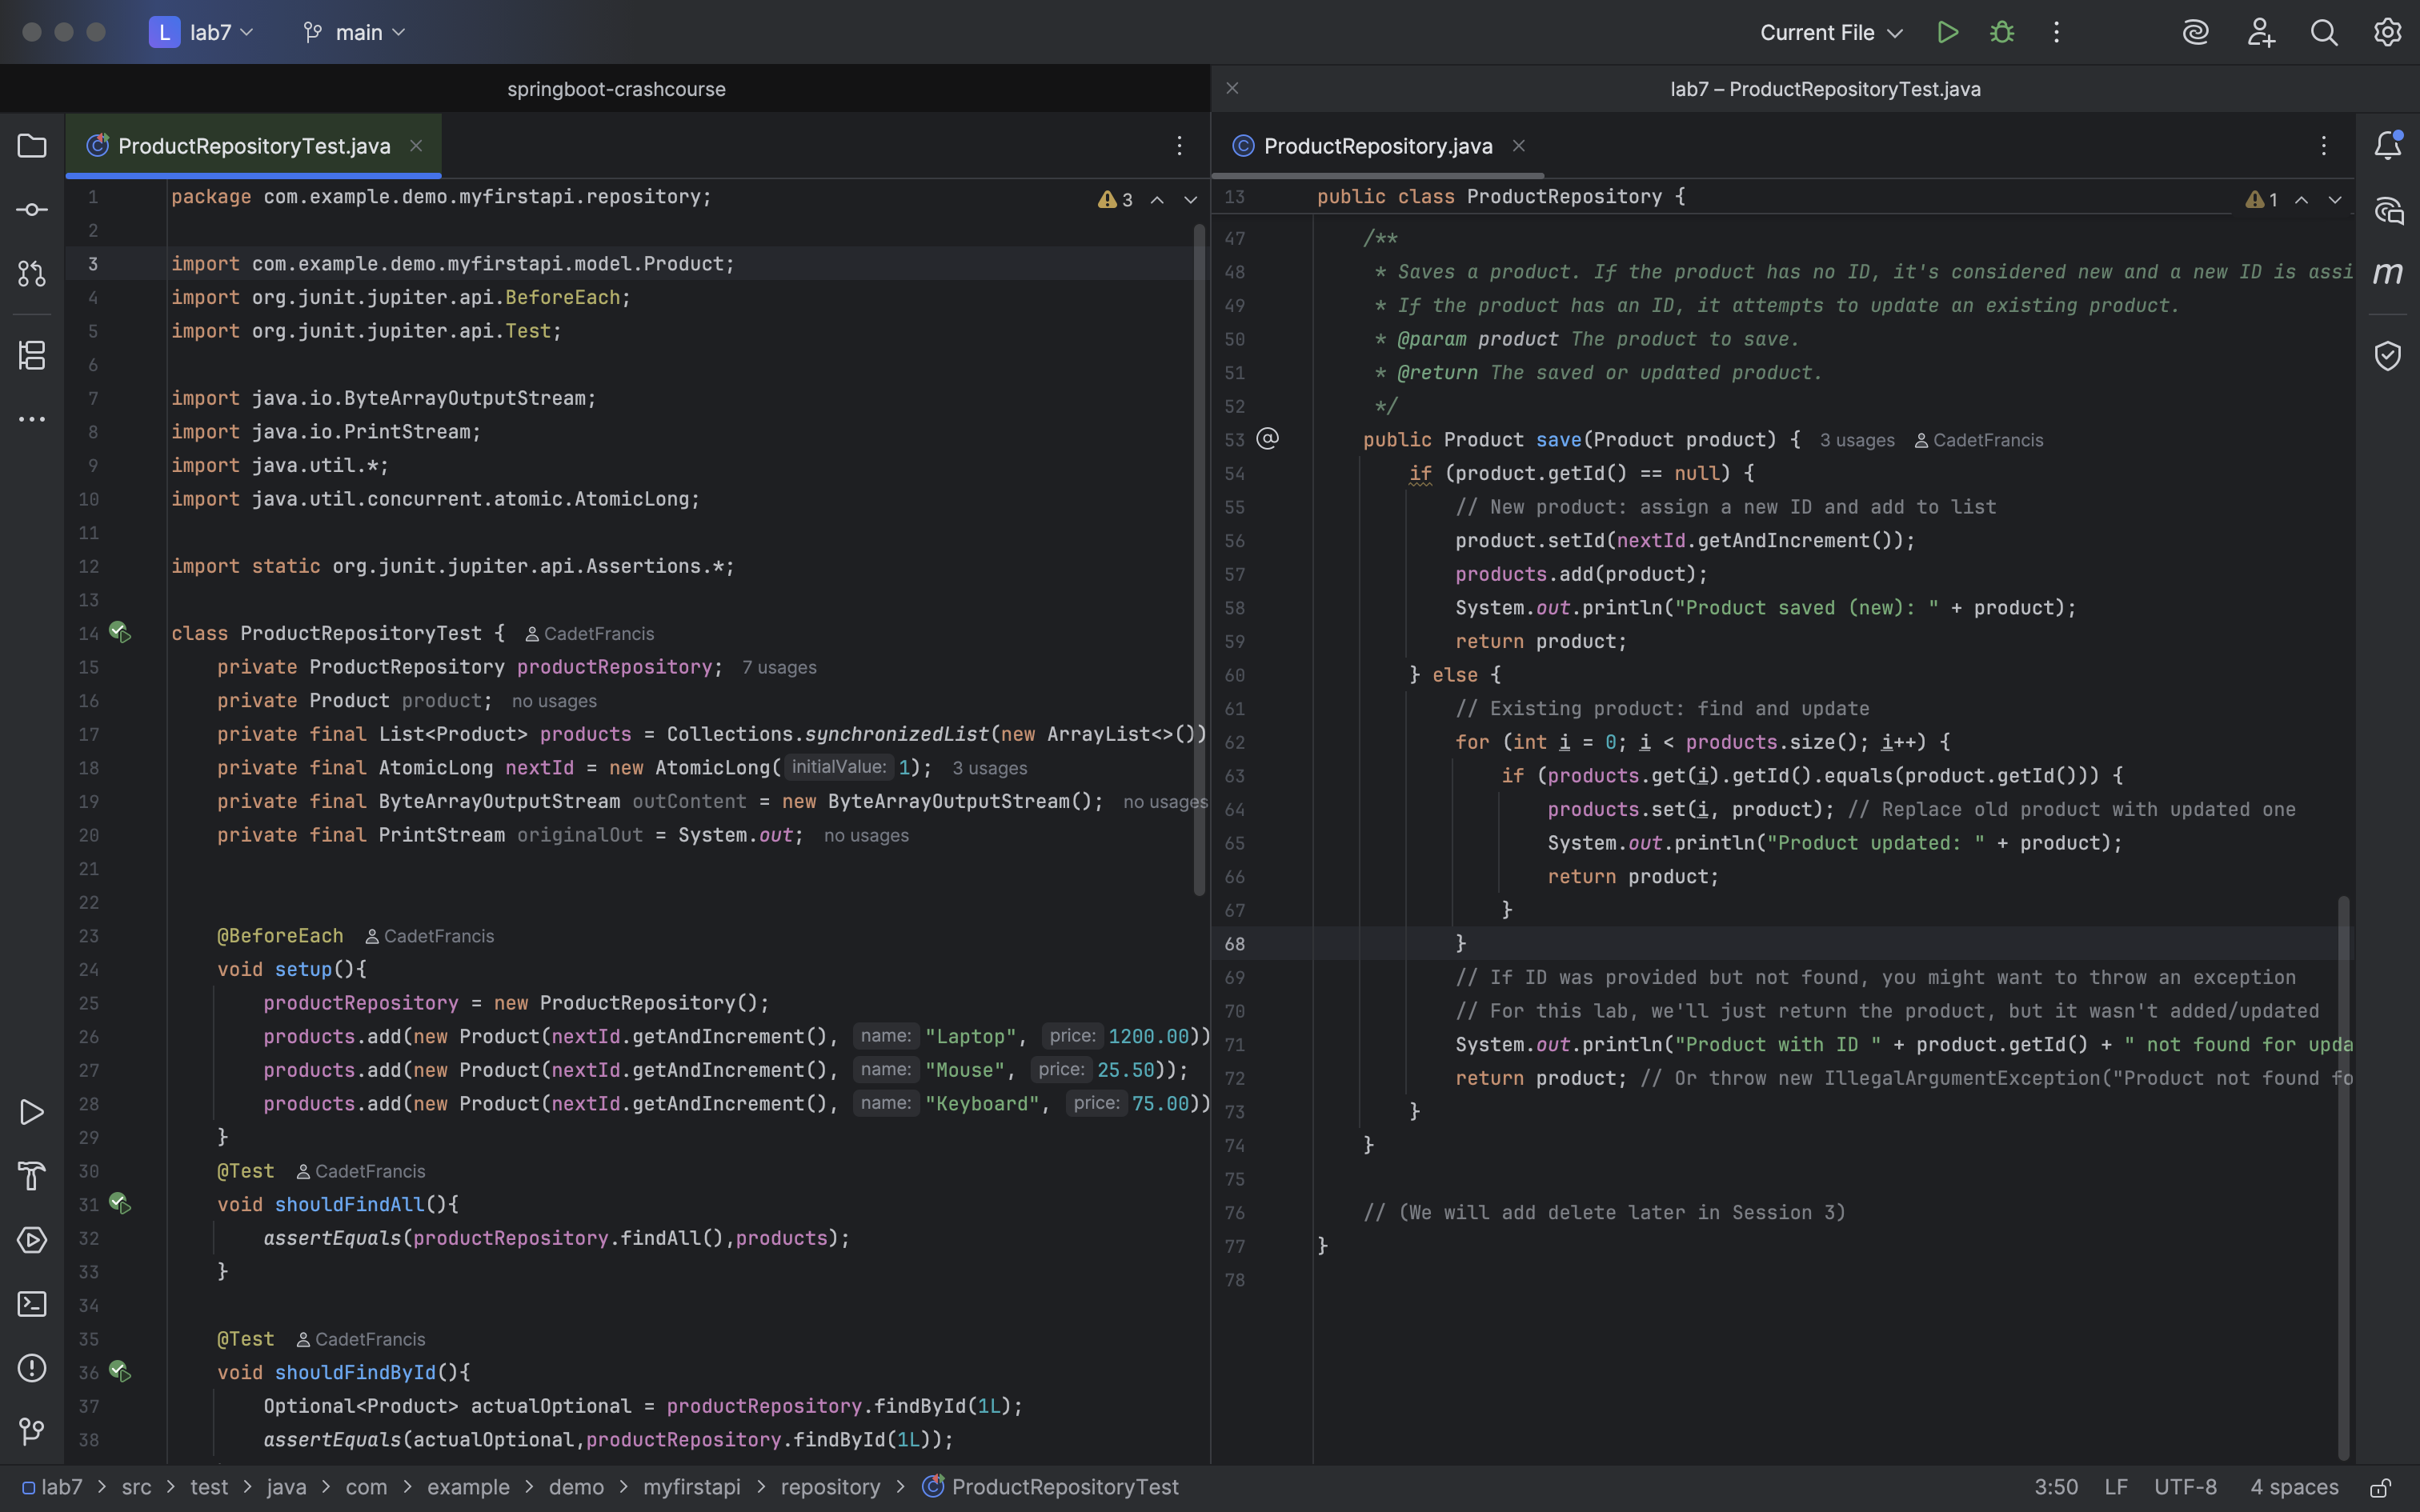 L lab7 main Current File
springboot-crashcourse
lab7 – ProductRepositoryTest.java
ProductRepositoryTest.java
1 package com.example.demo.myfirstapi.repository;
3
2
3 import com.example.demo.myfirstapi.model.Product;
4 import org.junit.jupiter.api.BeforeEach;
5 import org.junit.jupiter.api.Test;
6
7 import java.io.ByteArrayOutputStream;
8 import java.io.PrintStream;
9 import java.util.*;
10 import java.util.concurrent.atomic.AtomicLong;
11
12 import static org.junit.jupiter.api.Assertions.*;
13
14 class ProductRepositoryTest { CadetFrancis
15 private ProductRepository productRepository; 7 usages
16 private Product product; no usages
17 private final List<Product> products = Collections.synchronizedList(new ArrayList<>())
18 private final AtomicLong nextId = new AtomicLong( initialValue: 1); 3 usages
19 private final ByteArrayOutputStream outContent = new ByteArrayOutputStream(); no usages
20 private final PrintStream originalOut = System.out; no usages
21
22
23 @BeforeEach CadetFrancis
24 void setup(){
25 productRepository = new ProductRepository();
26 products.add(new Product(nextId.getAndIncrement(), name: "Laptop", price: 1200.00))
27 products.add(new Product(nextId.getAndIncrement(), name: "Mouse", price: 25.50));
28 products.add(new Product(nextId.getAndIncrement(), name: "Keyboard", price: 75.00))
29 }
30 @Test CadetFrancis
31 void shouldFindAll(){
32 assertEquals(productRepository.findAll(),products);
33 }
34
35 @Test CadetFrancis
36 void shouldFindById(){
37 Optional<Product> actualOptional = productRepository.findById(1L);
38 assertEquals(actualOptional,productRepository.findById(1L));
ProductRepository.java
13 public class ProductRepository {
1
47 /**
48 * Saves a product. If the product has no ID, it's considered new and a new ID is assi
49 * If the product has an ID, it attempts to update an existing product.
50 * @param product The product to save.
51 * @return The saved or updated product.
52 */
53 @ public Product save(Product product) { 3 usages CadetFrancis
54 if (product.getId() == null) {
55 // New product: assign a new ID and add to list
56 product.setId(nextId.getAndIncrement());
57 products.add(product);
58 System.out.println("Product saved (new): " + product);
59 return product;
60 } else {
61 // Existing product: find and update
62 for (int i = 0; i < products.size(); i++) {
63 if (products.get(i).getId().equals(product.getId())) {
64 products.set(i, product); // Replace old product with updated one
65 System.out.println("Product updated: " + product);
66 return product;
67 }
68 }
69 // If ID was provided but not found, you might want to throw an exception
70 // For this lab, we'll just return the product, but it wasn't added/updated
71 System.out.println("Product with ID " + product.getId() + " not found for upda
72 return product; // Or throw new IllegalArgumentException("Product not found fo
73 }
74 }
75
76 // (We will add delete later in Session 3)
77 }
78
lab7 > src > test > java > com > example > demo > myfirstapi > repository > ProductRepositoryTest
3:50 LF UTF-8 4 spaces